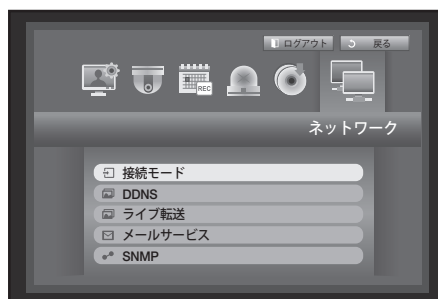 ログアウト 戻る
REC
ネットワーク
接続モード
DDNS
ライブ転送
メールサービス
SNMP